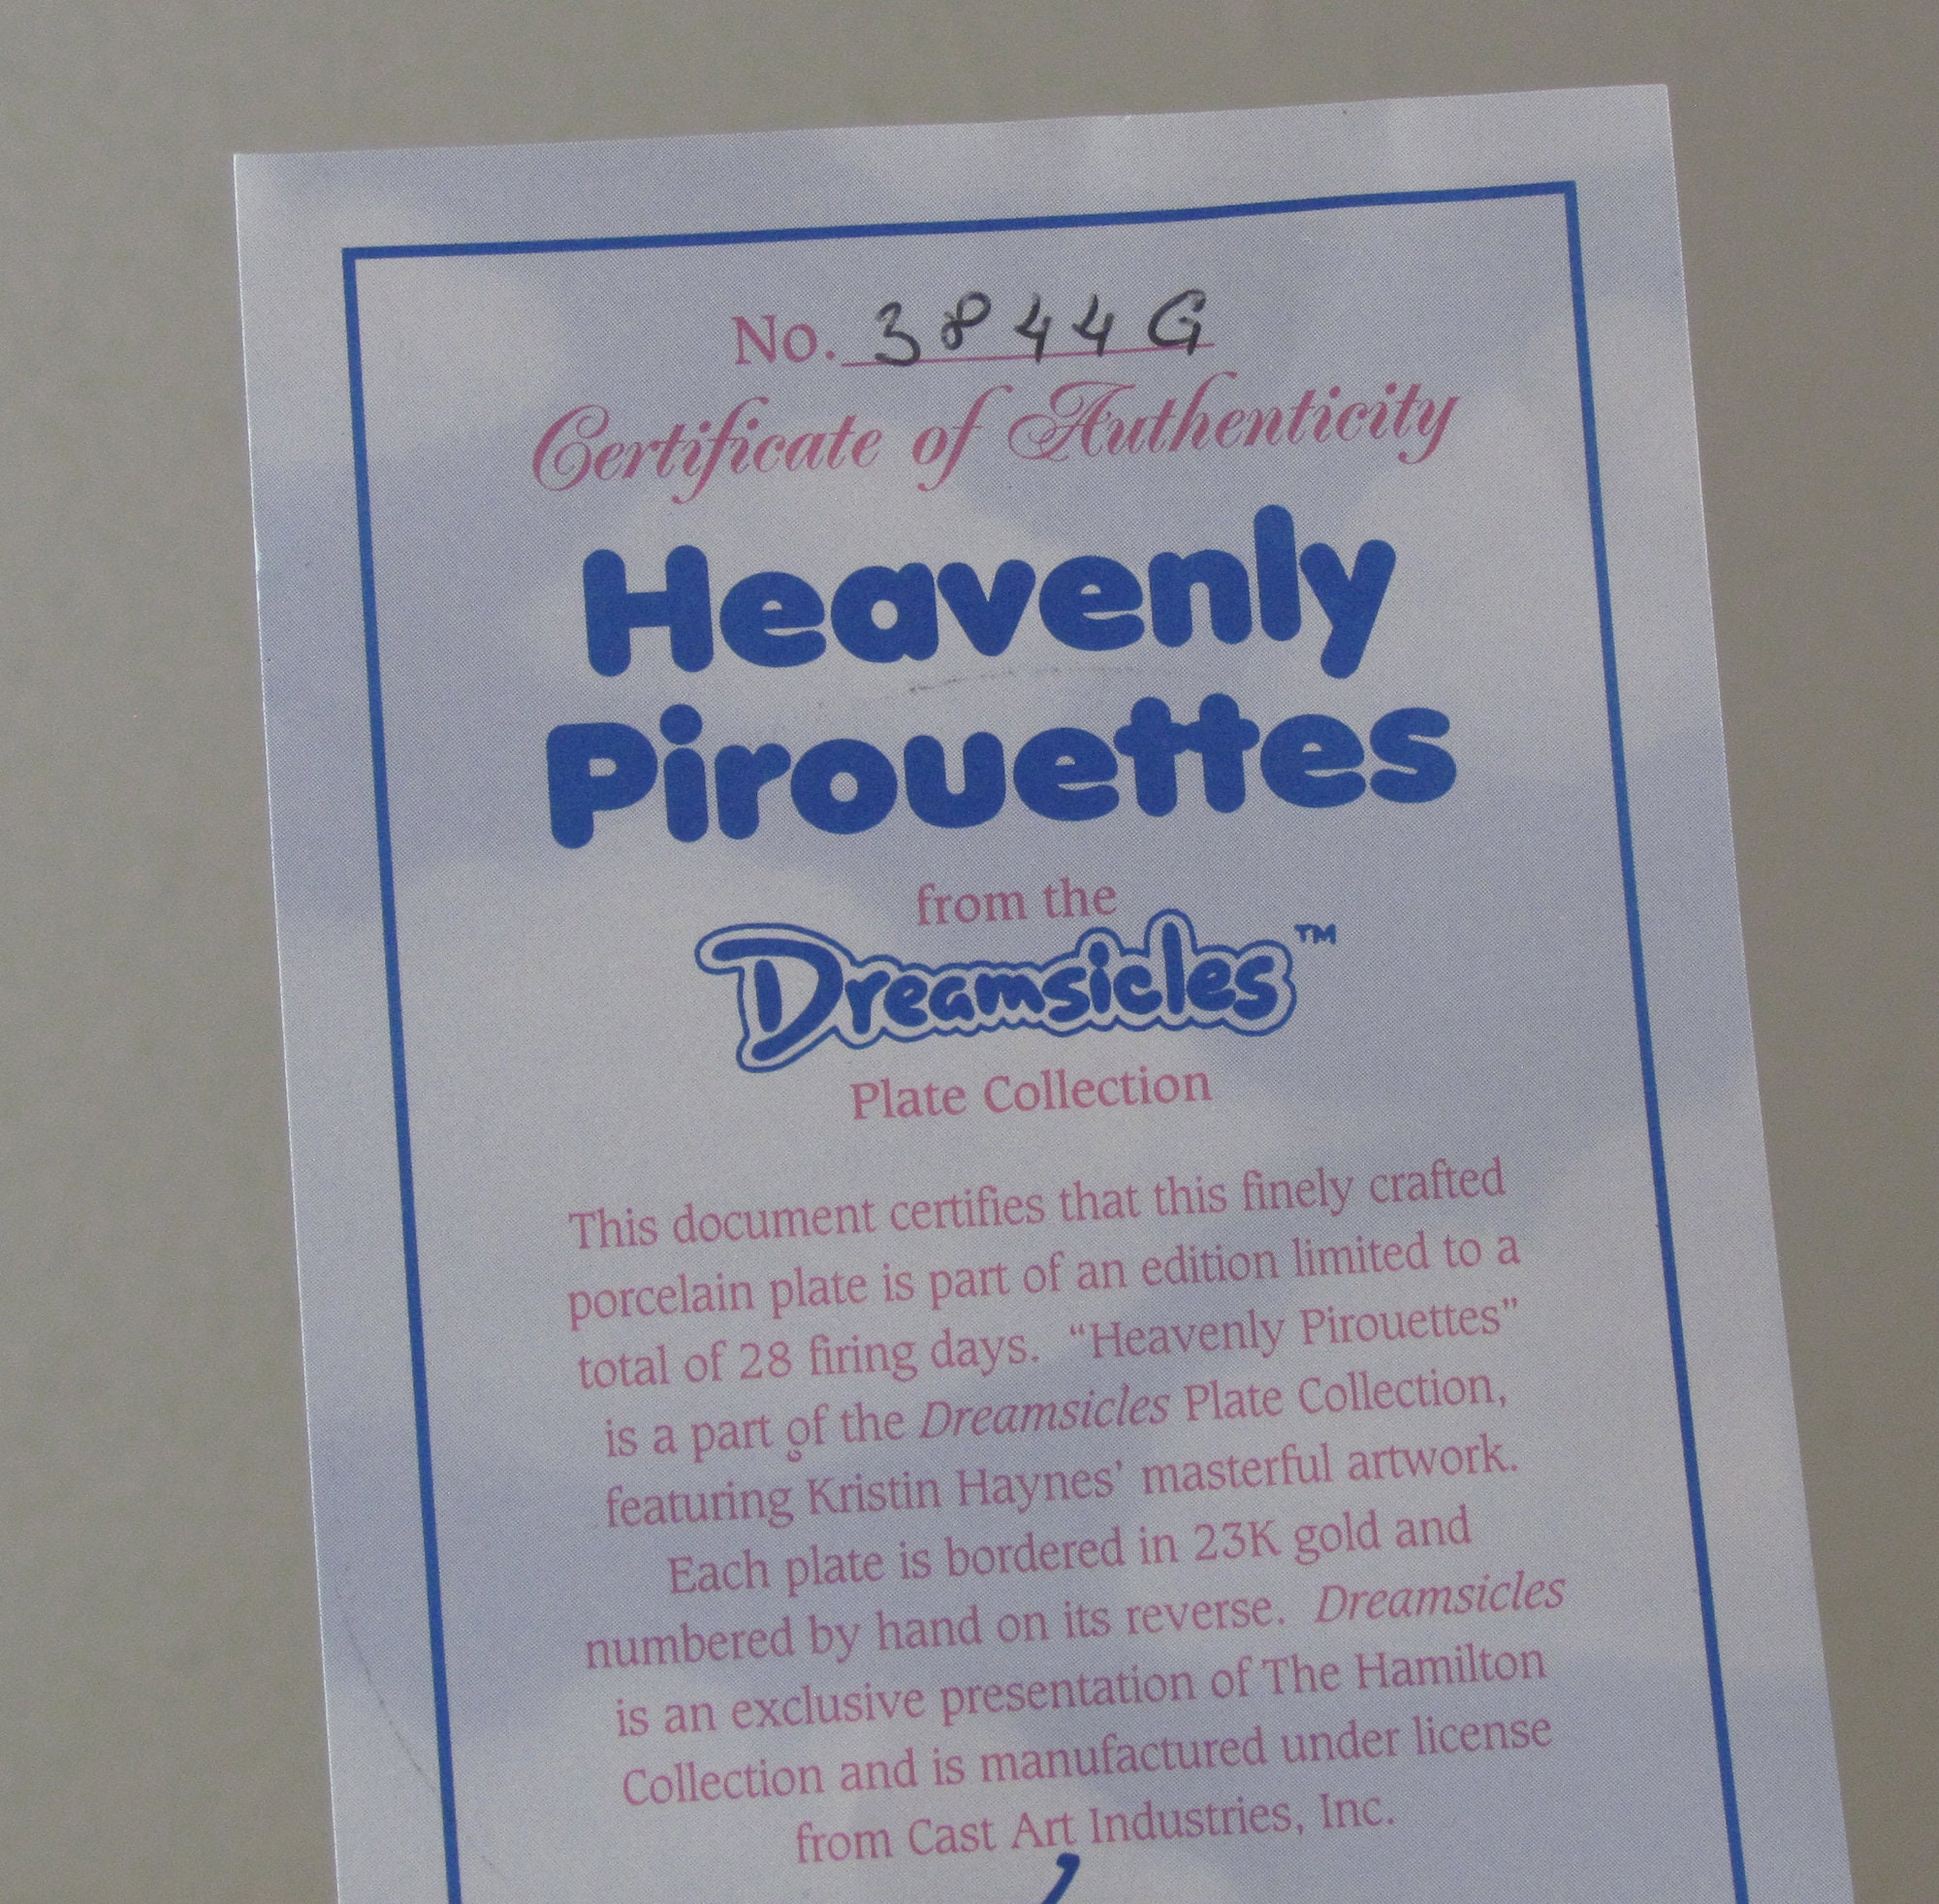 No. 3844G
Certificate of Authenticity
Heavenly
Pirouettes
from the
Dreamsicles™
Plate Collection
This document certifies that this finely crafted
porcelain plate is part of an edition limited to a
total of 28 firing days. “Heavenly Pirouettes”
is a part of the Dreamsicles Plate Collection,
featuring Kristin Haynes’ masterful artwork.
Each plate is bordered in 23K gold and
numbered by hand on its reverse. Dreamsicles
is an exclusive presentation of The Hamilton
Collection and is manufactured under license
from Cast Art Industries, Inc.